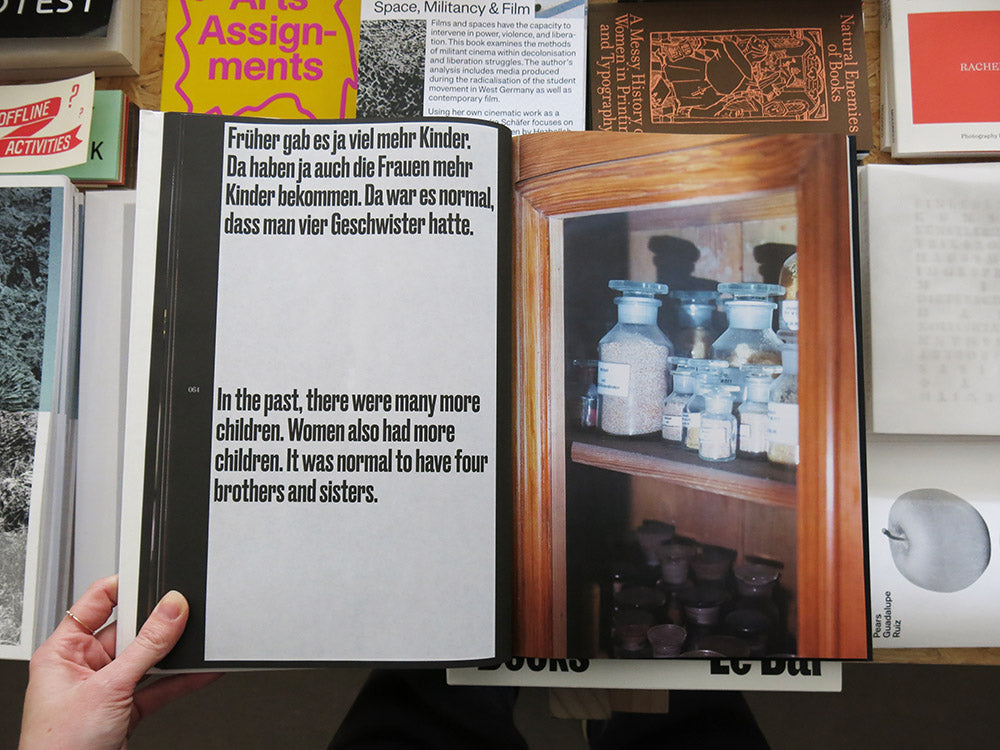 OTEST
Arts
Assign-
ments
Space, Militancy & Film
Films and spaces have the capacity to
intervene in power, violence, and libera-
tion. This book examines the methods
of militant cinema within decolonisation
and liberation struggles. The author's
analysis includes media produced
during the radicalisation of the student
movement in West Germany as well as
contemporary film.
Using her own cinematic work as a
Schäfer focuses on
A Messy History of
Women in Printing
and Typography
Natural Enemies
of Books
RACHE
Photography
OFFLINE ?
ACTIVITIES
K
Früher gab es ja viel mehr Kinder.
Da haben ja auch die Frauen mehr
Kinder bekommen. Da war es normal,
dass man vier Geschwister hatte.
064
In the past, there were many more
children. Women also had more
children. It was normal to have four
brothers and sisters.
Pears
Guadalupe
Ruiz
Books
Le Bal